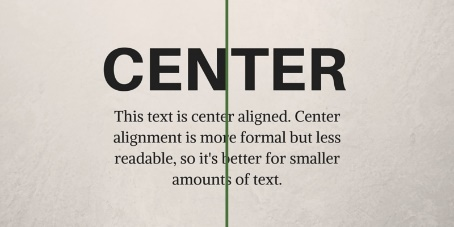 CENTER
This text is center aligned. Center
alignment is more formal but less
readable, so it's better for smaller
amounts of text.